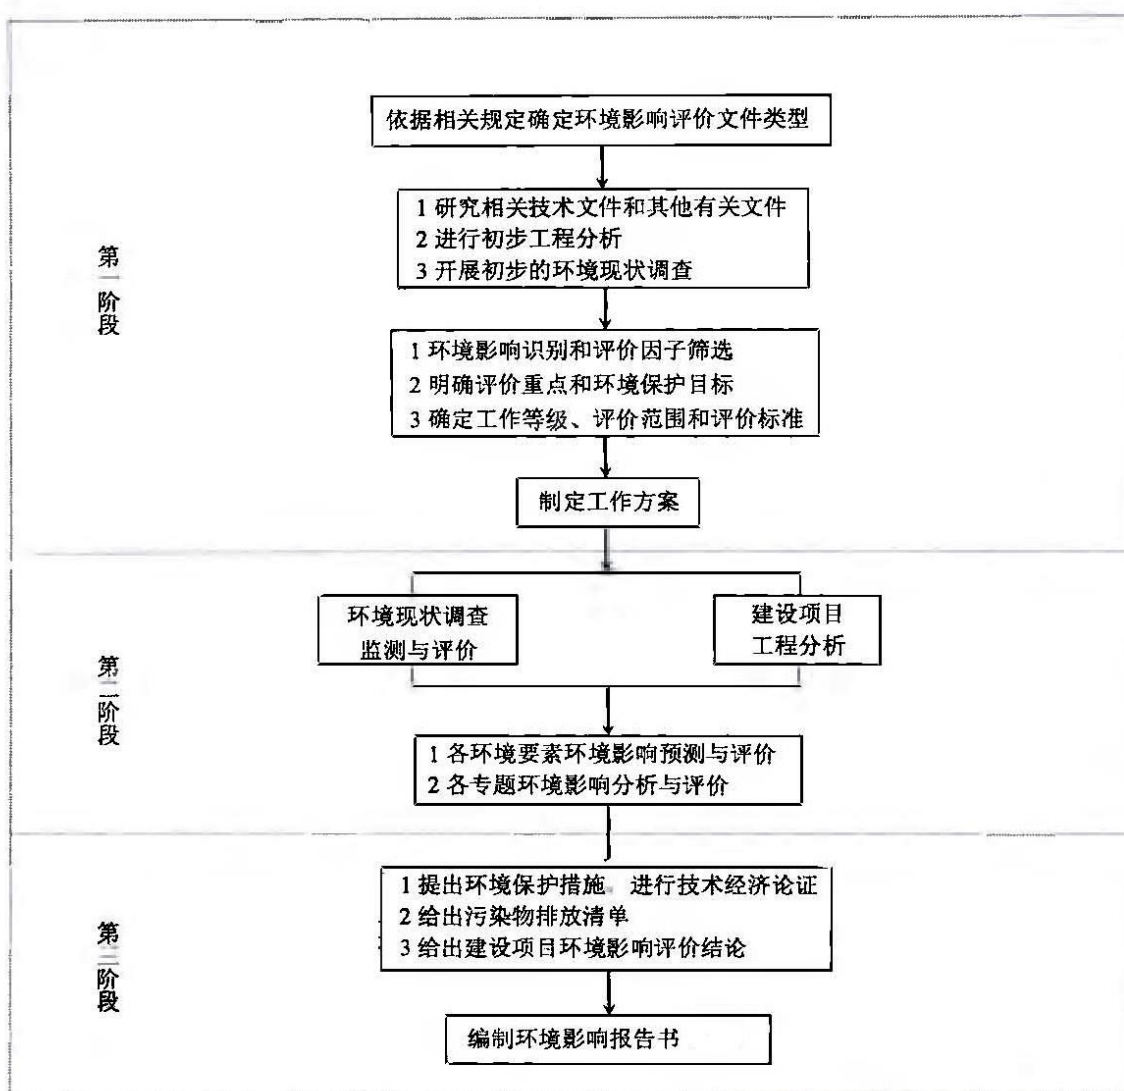 依据相关规定确定环境影响评价文件类型
1 研究相关技术文件和其他有关文件
2 进行初步工程分析
3 开展初步的环境现状调查
第一阶段
1 环境影响识别和评价因子筛选
2 明确评价重点和环境保护目标
3 确定工作等级、评价范围和评价标准
制定工作方案
环境现状调查
监测与评价
建设项目
工程分析
第二阶段
1 各环境要素环境影响预测与评价
2 各专题环境影响分析与评价
1 提出环境保护措施，进行技术经济论证
2 给出污染物排放清单
3 给出建设项目环境影响评价结论
第三阶段
编制环境影响报告书